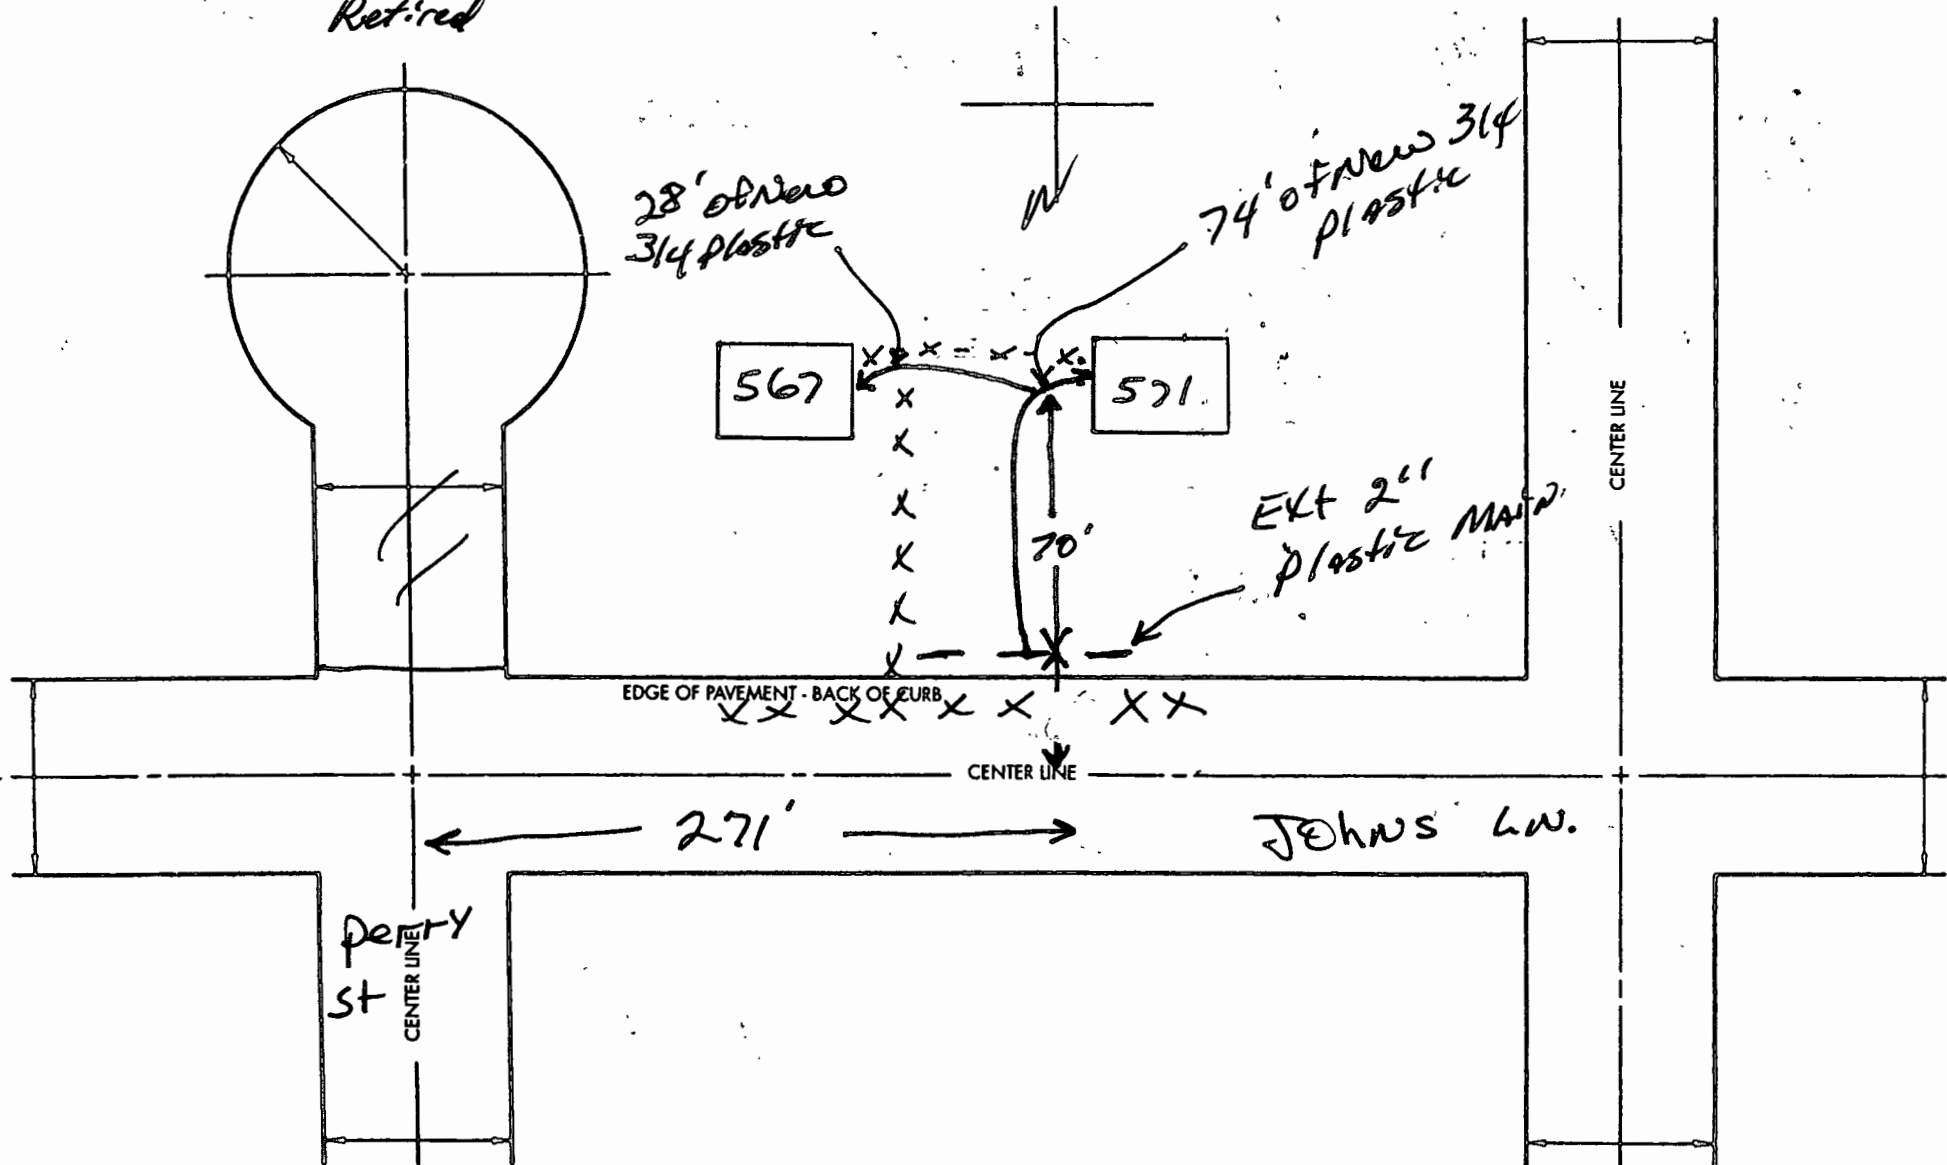 Retired
28' of New
3/4 plastic
74' of New 3/4
plastic
N
567
571
CENTER LINE
Ext 2"
plastic MAIN
70'
EDGE OF PAVEMENT - BACK OF CURB
CENTER LINE
271'
JOHNS LN.
perry
st
CENTER LINE